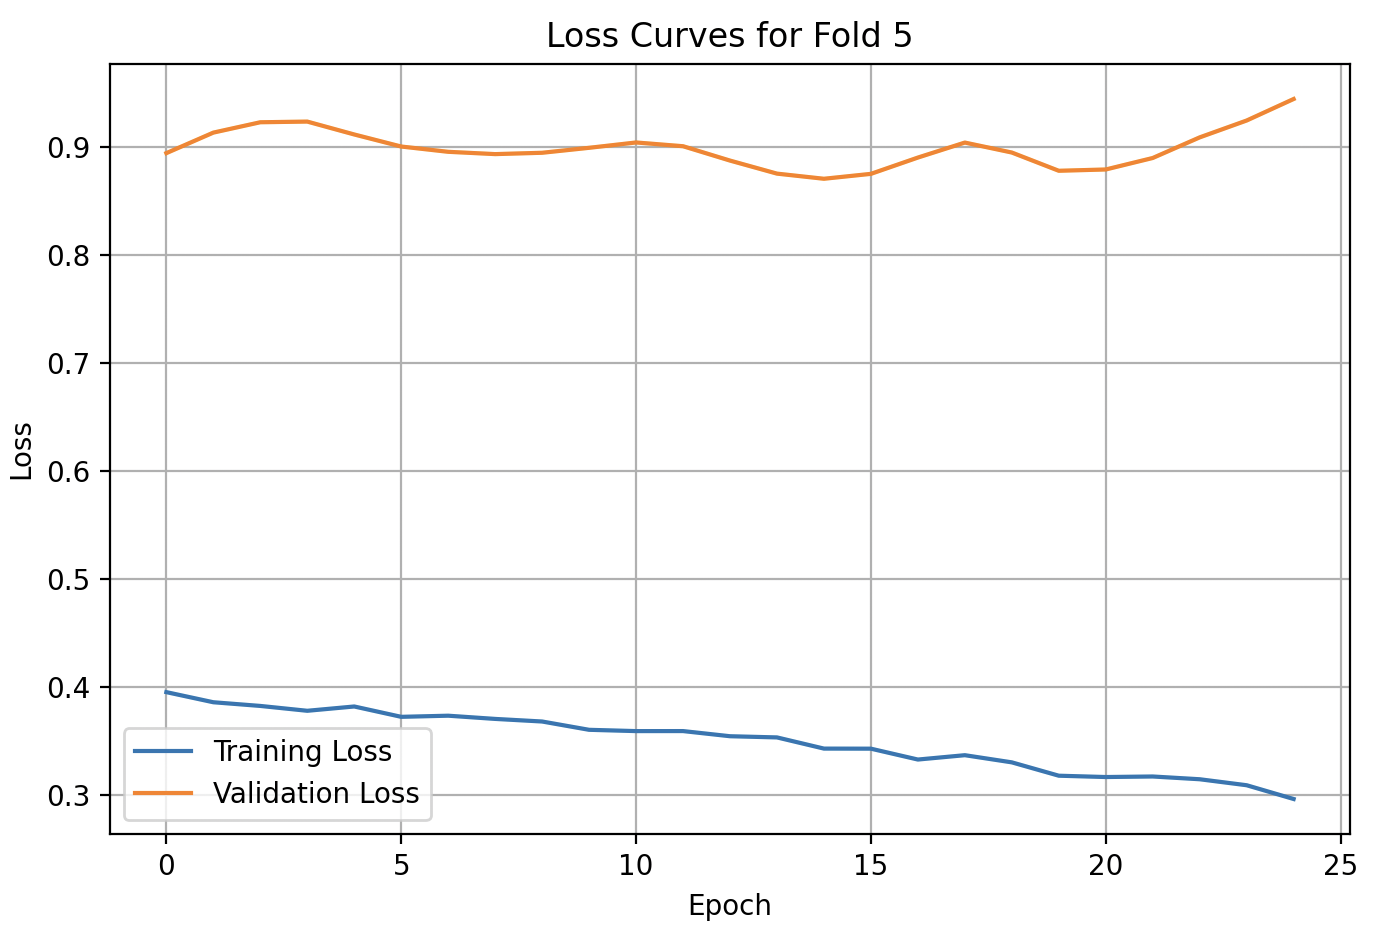 Loss Curves for Fold 5
Loss
0.9
0.8
0.7
0.6
0.5
0.4
0.3
Training Loss
Validation Loss
0 5 10 15 20 25
Epoch